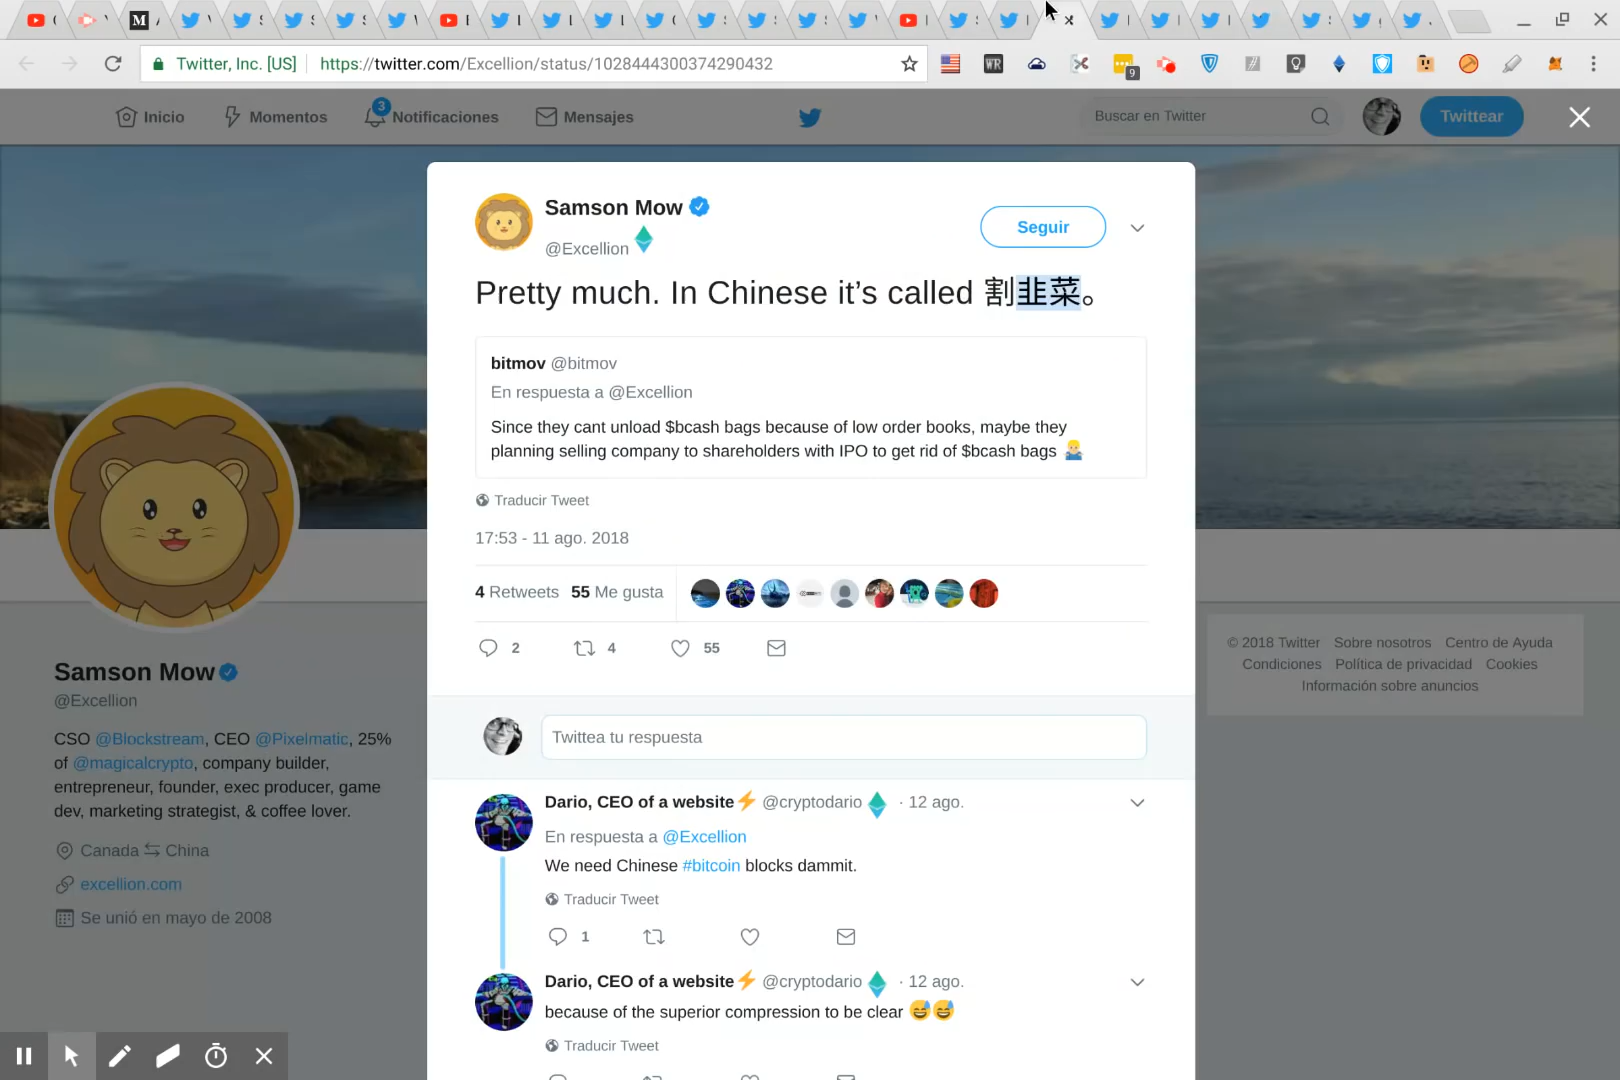 Twitter, Inc. [US]
https://twitter.com/Excellion/status/1028444300374290432
9
Inicio
Momentos
3
Notificaciones
Mensajes
Buscar en Twitter
Twittear
Samson Mow
@Excellion
Seguir
Pretty much. In Chinese it’s called 割韭菜。
bitmov @bitmov
En respuesta a @Excellion
Since they cant unload $bcash bags because of low order books, maybe they
planning selling company to shareholders with IPO to get rid of $bcash bags
Traducir Tweet
17:53 - 11 ago. 2018
4 Retweets 55 Me gusta
2
4
55
Twittea tu respuesta
Dario, CEO of a website⚡ @cryptodario · 12 ago.
En respuesta a @Excellion
We need Chinese #bitcoin blocks dammit.
Traducir Tweet
1
Dario, CEO of a website⚡ @cryptodario · 12 ago.
because of the superior compression to be clear 😅😅
Traducir Tweet
Samson Mow
@Excellion
CSO @Blockstream, CEO @Pixelmatic, 25%
of @magicalcrypto, company builder,
entrepreneur, founder, exec producer, game
dev, marketing strategist, & coffee lover.
Canada ⇆ China
excellion.com
Se unió en mayo de 2008
© 2018 Twitter Sobre nosotros Centro de Ayuda
Condiciones Política de privacidad Cookies
Información sobre anuncios